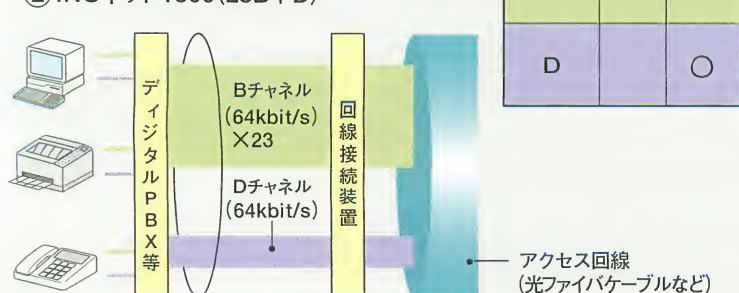 ②INSネット1500(23B+D)
D ○
Bチャネル
(64kbit/s)
×23
Dチャネル
(64kbit/s)
ディジタルPBX等
回線接続装置
アクセス回線
(光ファイバケーブルなど)